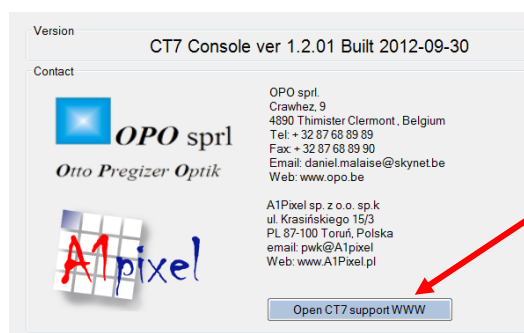 Version
CT7 Console ver 1.2.01 Built 2012-09-30
Contact
OPO sprl
Otto Pregizer Optik
OPO sprl.
Crawhez, 9
4890 Thimister Clermont, Belgium
Tel: + 32 87 68 89 89
Fax: + 32 87 68 89 90
Email: daniel.malaise@skynet.be
Web: www.opo.be
A1pixel
A1Pixel sp. z o.o. sp.k
ul. Krasińskiego 15/3
PL 87-100 Toruń, Polska
email: pwk@A1pixel
Web: www.A1Pixel.pl
Open CT7 support WWW